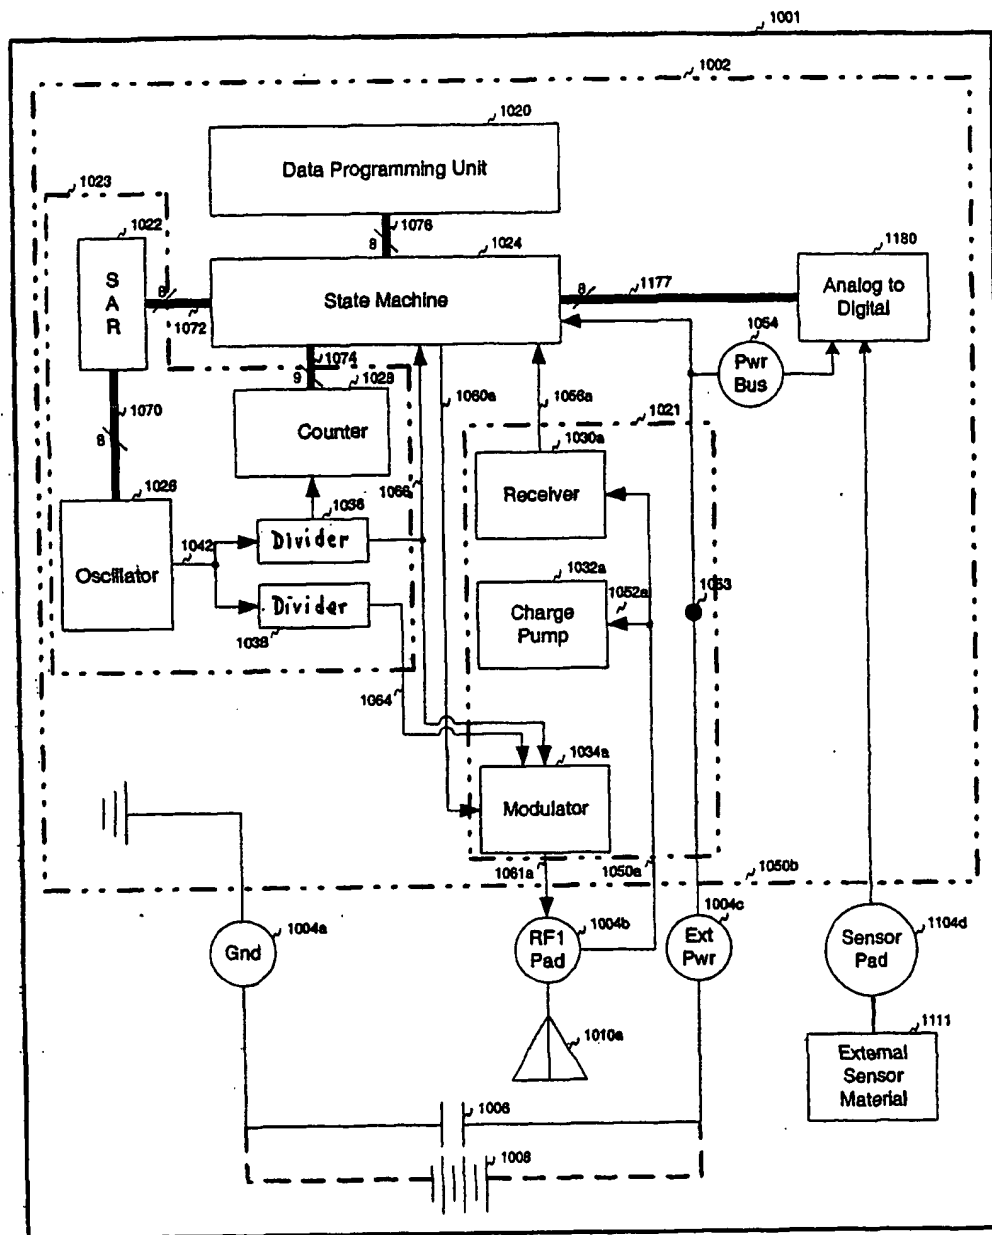 1001
1002
1020
Data Programming Unit
1023
1022
S
A
R
8
1076
1024
State Machine
8
1072
8
1177
1180
Analog to
Digital
1054
Pwr
Bus
1074
9
1028
Counter
1060a
1056a
1021
1070
8
1066
1030a
Receiver
1026
Oscillator
1042
1036
Divider
Divider
1038
1032a
Charge
Pump
1052a
1053
1064
1034a
Modulator
1061a
1050a
1050b
1004a
Gnd
1004b
RF1
Pad
1004c
Ext
Pwr
1104d
Sensor
Pad
1010a
1111
External
Sensor
Material
1006
1008